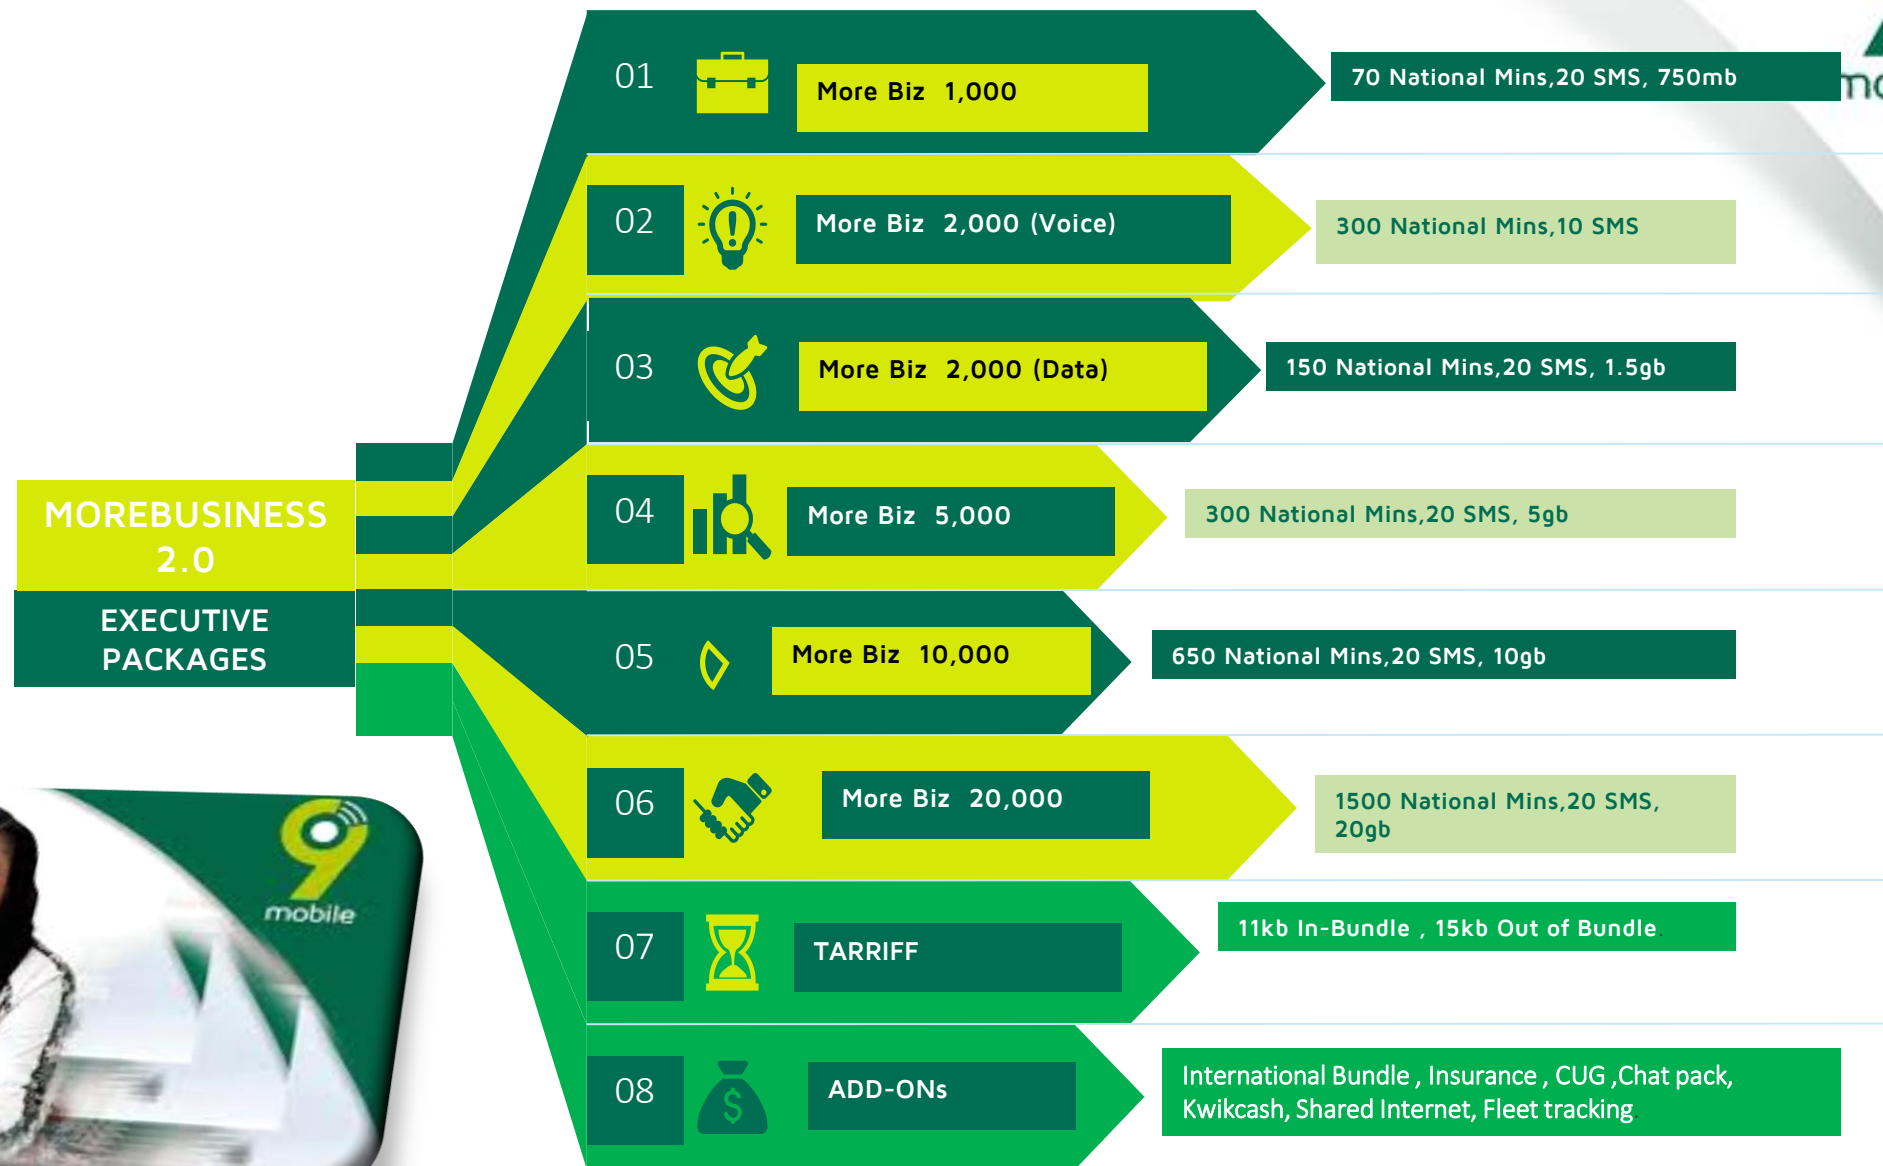 01
More Biz 1,000
70 National Mins,20 SMS, 750mb
02
More Biz 2,000 (Voice)
300 National Mins,10 SMS
03
More Biz 2,000 (Data)
150 National Mins,20 SMS, 1.5gb
MOREBUSINESS
2.0
EXECUTIVE
PACKAGES
04
More Biz 5,000
300 National Mins,20 SMS, 5gb
05
More Biz 10,000
650 National Mins,20 SMS, 10gb
06
More Biz 20,000
1500 National Mins,20 SMS,
20gb
9
mobile
07
TARRIFF
11kb In-Bundle , 15kb Out of Bundle.
08
$
ADD-ONs
International Bundle , Insurance , CUG ,Chat pack,
Kwikcash, Shared Internet, Fleet tracking